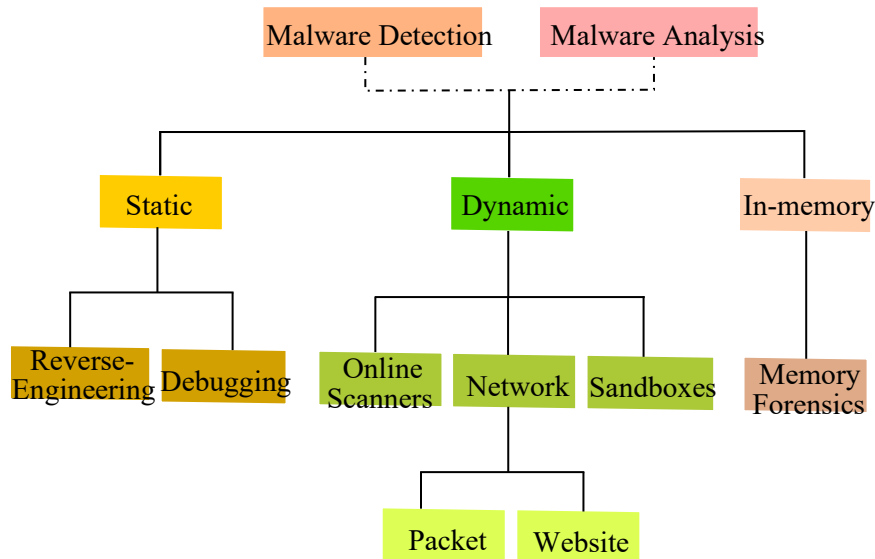 Malware Detection
Malware Analysis
Static
Dynamic
In-memory
Reverse-
Engineering
Debugging
Online
Scanners
Network
Sandboxes
Memory
Forensics
Packet
Website